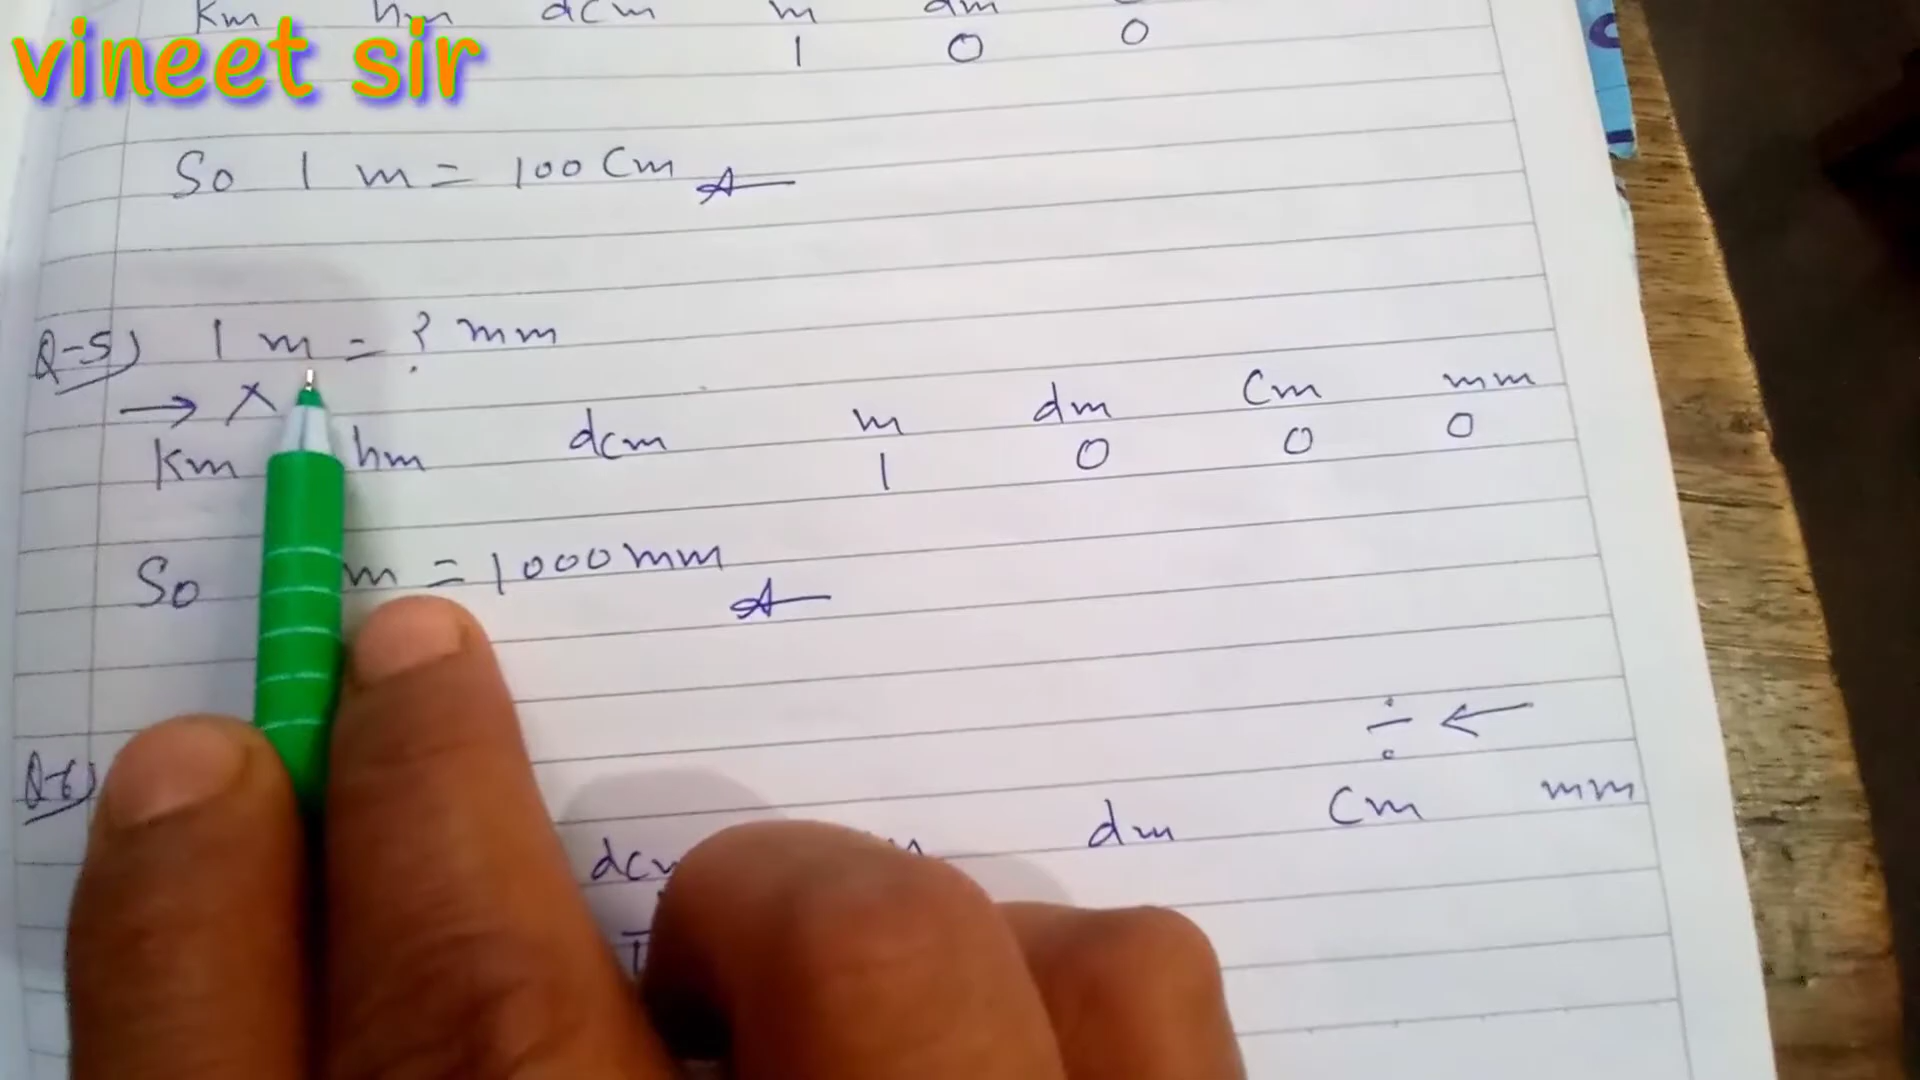 Km hm dcm m dm
vineet sir
1 0 0
So 1 m = 100 Cm A
Q-5) 1 m = ? mm
→ ×
Km hm dcm m dm Cm mm
1 0 0 0
So m = 1000 mm A
÷ ←
Q-6)
dm Cm mm